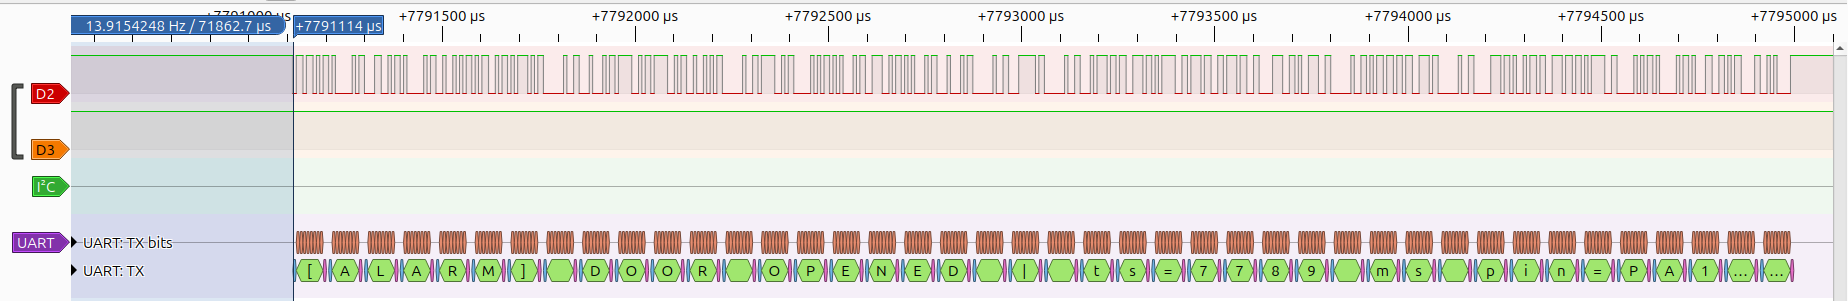 +7791000 µs +7791500 µs +7792000 µs +7792500 µs +7793000 µs +7793500 µs +7794000 µs +7794500 µs +7795000 µs
13.9154248 Hz / 71862.7 µs +7791114 µs
D2
D3
I²C
UART UART: TX bits
UART: TX [ A L A R M ] D O O R O P E N E D | t s = 7 7 8 9 m s p i n = P A 1 ... ...